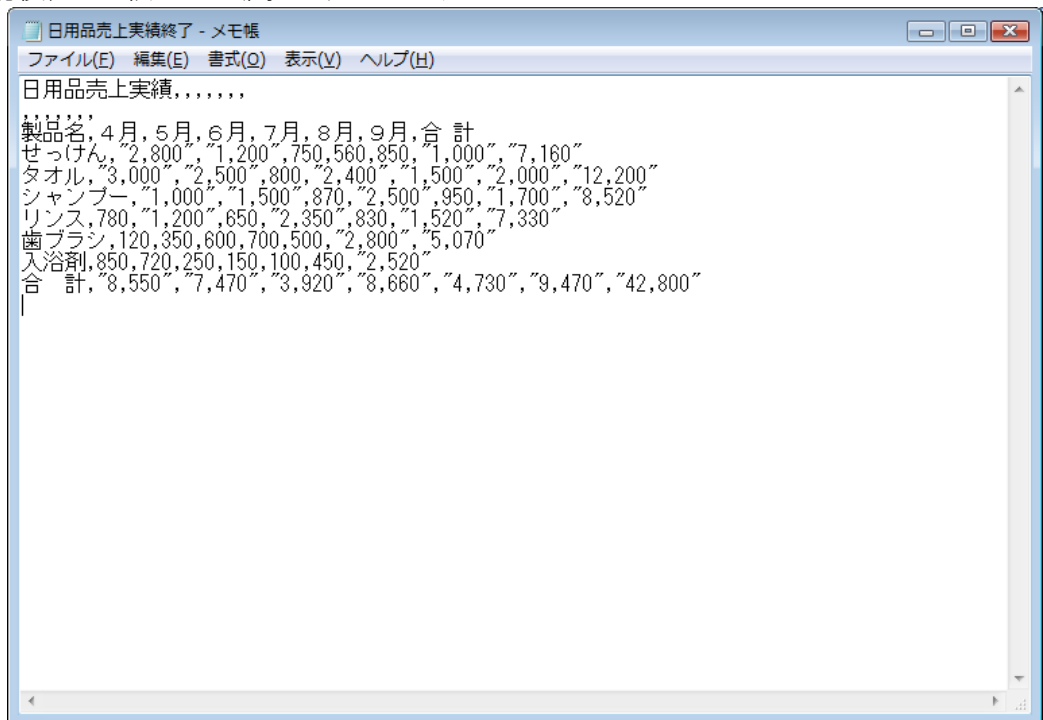 日用品売上実績終了 - メモ帳
ファイル(F) 編集(E) 書式(O) 表示(V) ヘルプ(H)
日用品売上実績,,,,,,,
,,,,,,,
製品名,４月,５月,６月,７月,８月,９月,合 計
せっけん,"2,800","1,200",750,560,850,"1,000","7,160"
タオル,"3,000","2,500",800,"2,400","1,500","2,000","12,200"
シャンプー,"1,000","1,500",870,"2,500",950,"1,700","8,520"
リンス,780,"1,200",650,"2,350",830,"1,520","7,330"
歯ブラシ,120,350,600,700,500,"2,800","5,070"
入浴剤,850,720,250,150,100,450,"2,520"
合　計,"8,550","7,470","3,920","8,660","4,730","9,470","42,800"